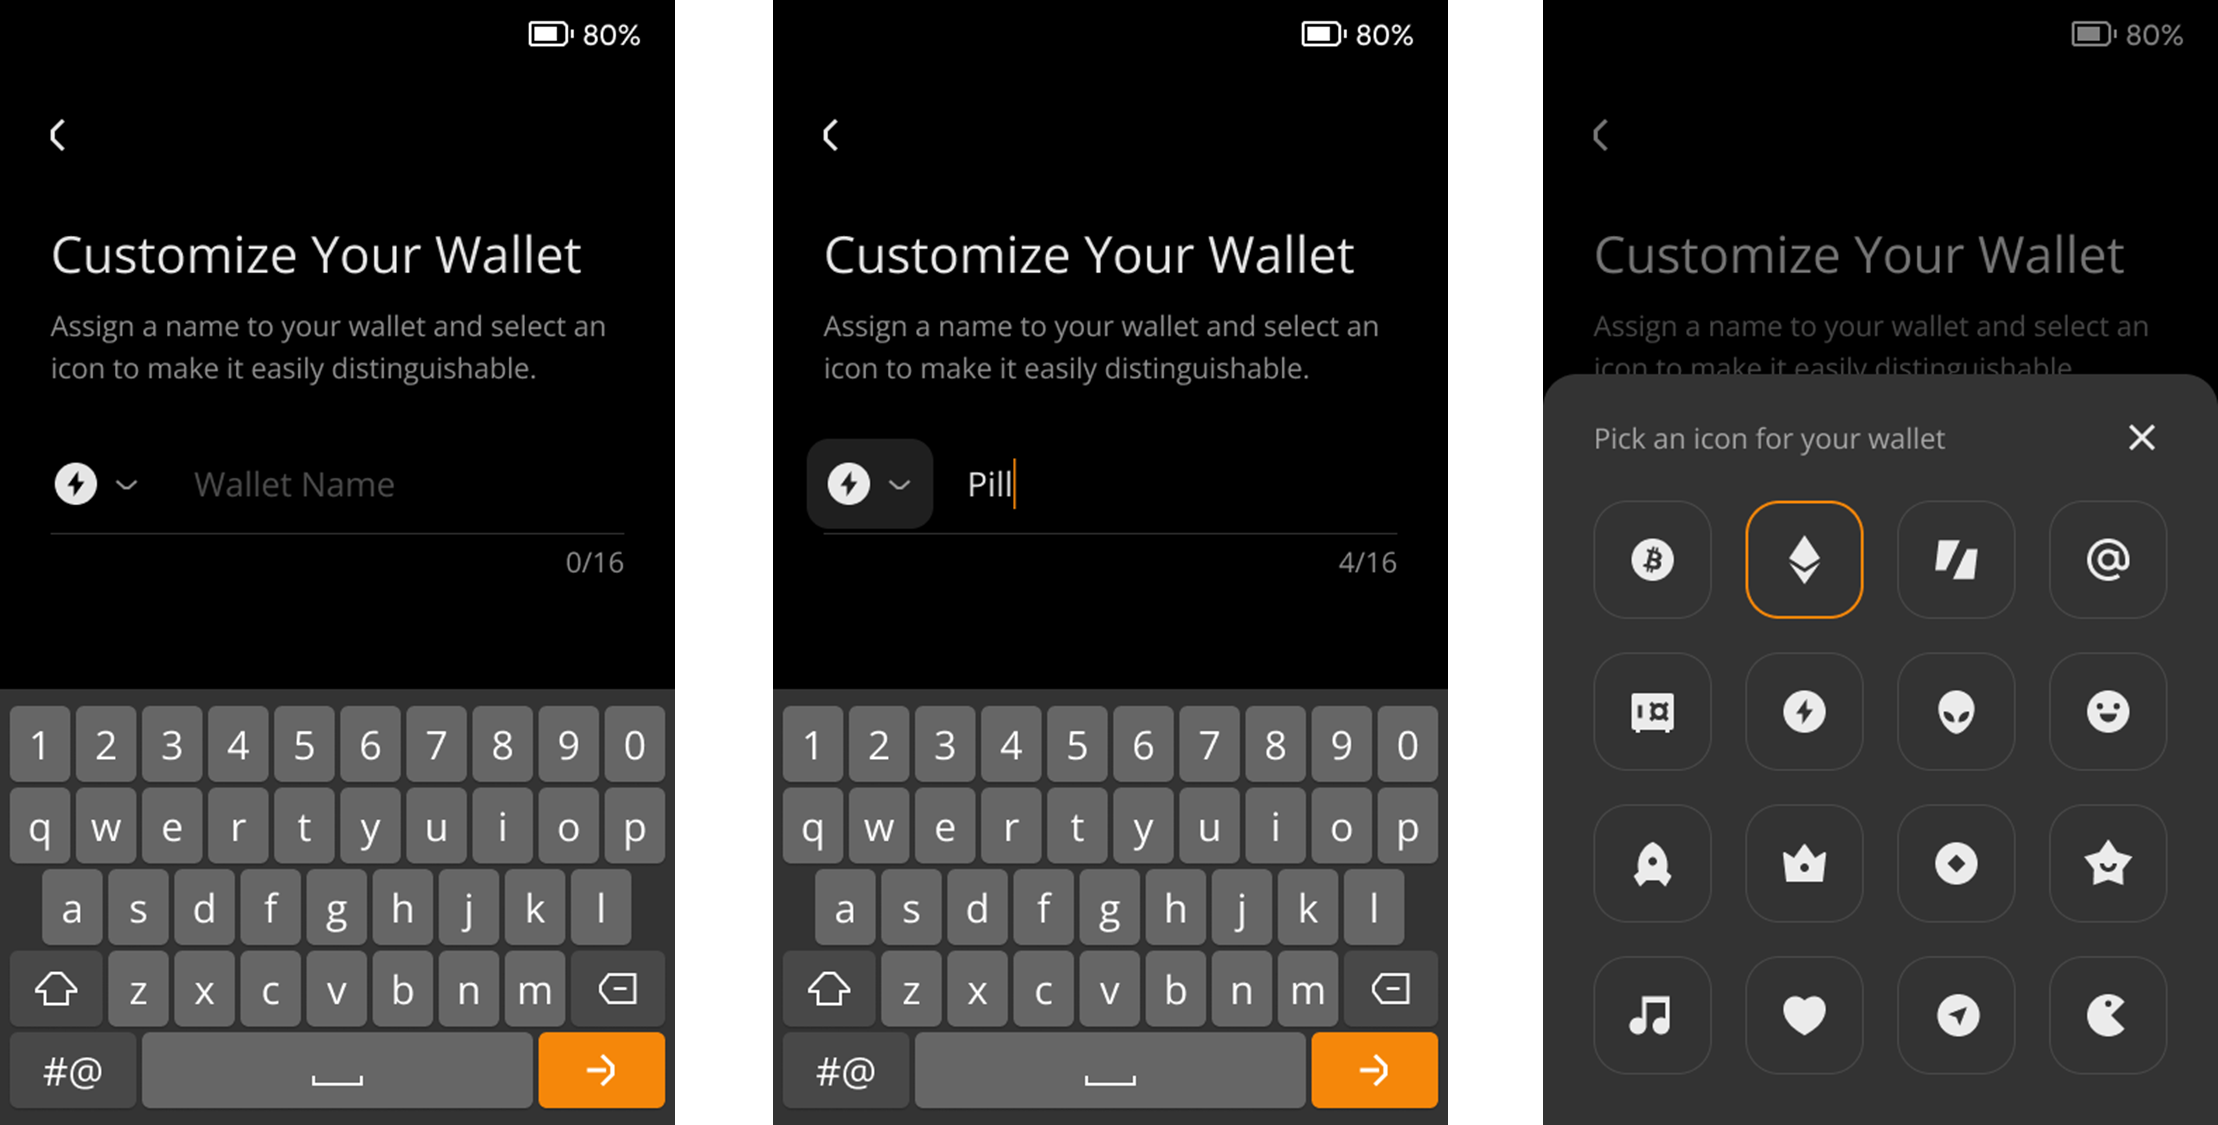 80%
Customize Your Wallet
Assign a name to your wallet and select an
icon to make it easily distinguishable.
Wallet Name
0/16
1 2 3 4 5 6 7 8 9 0
q w e r t y u i o p
a s d f g h j k l
z x c v b n m
#@
80%
Customize Your Wallet
Assign a name to your wallet and select an
icon to make it easily distinguishable.
Pill
4/16
1 2 3 4 5 6 7 8 9 0
q w e r t y u i o p
a s d f g h j k l
z x c v b n m
#@
80%
Customize Your Wallet
Assign a name to your wallet and select an
icon to make it easily distinguishable
Pick an icon for your wallet
@